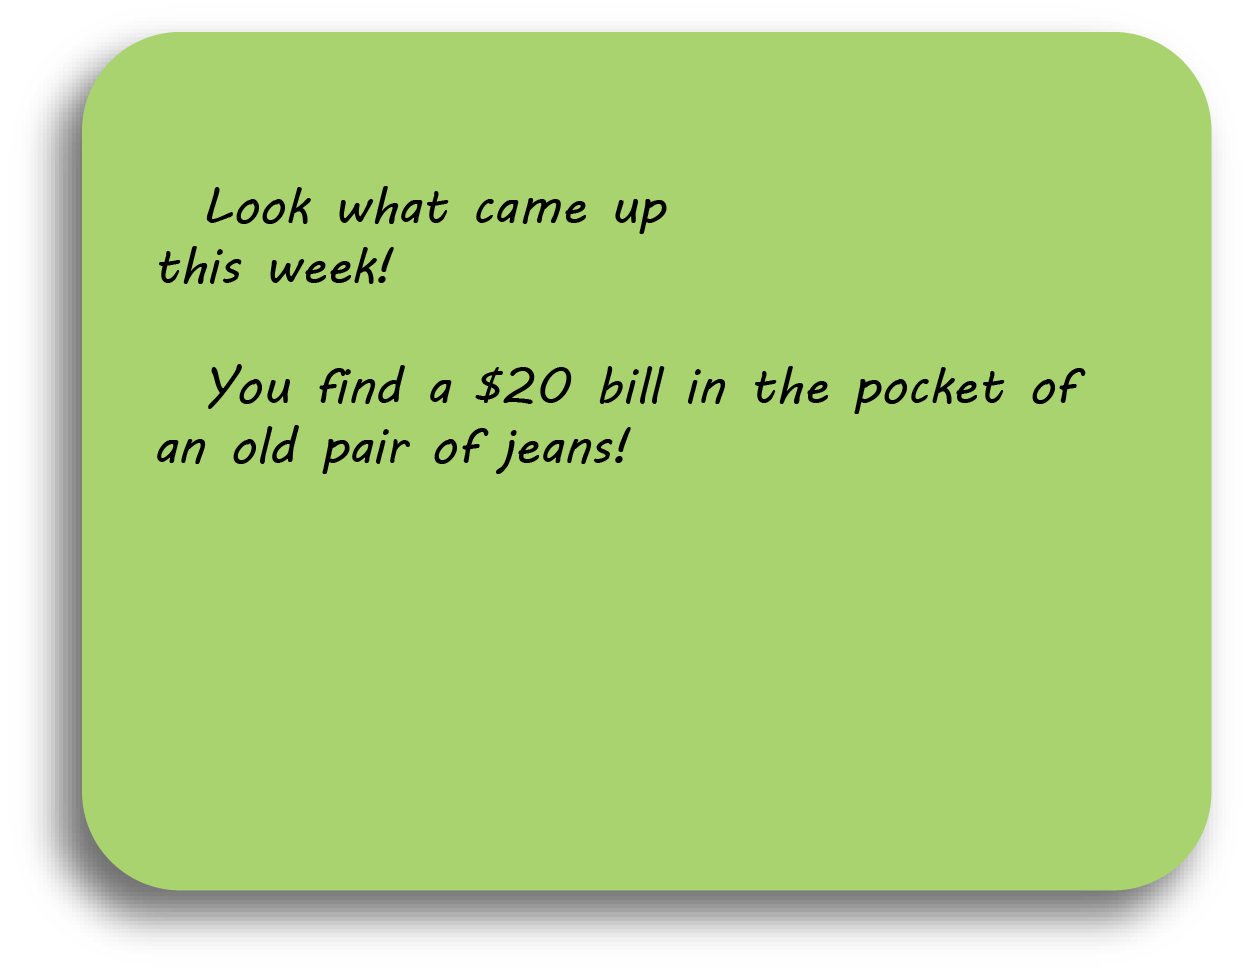 Look what came up
this week!
You find a $20 bill in the pocket of
an old pair of jeans!